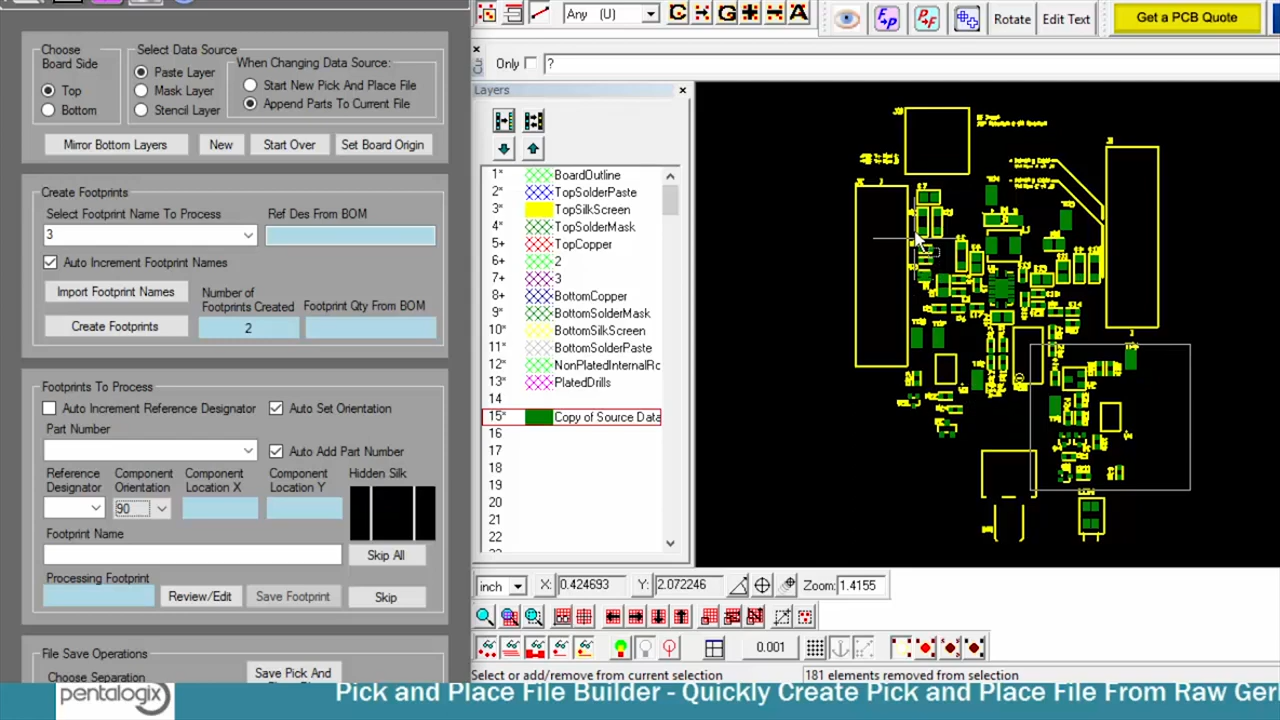 Choose
Board Side
Top
Bottom
Select Data Source
Paste Layer
Mask Layer
Stencil Layer
When Changing Data Source:
Start New Pick And Place File
Append Parts To Current File
Mirror Bottom Layers
New
Start Over
Set Board Origin
Create Footprints
Select Footprint Name To Process
Ref Des From BOM
3
Auto Increment Footprint Names
Import Footprint Names
Number of
Footprints Created
Create Footprints
2
Footprints To Process
Auto Increment Reference Designator
Auto Set Orientation
Part Number
Auto Add Part Number
Reference
Designator
Component
Orientation
Component
Location X
Component
Location Y
Hidden Silk
90
Footprint Name
Skip All
Processing Footprint
Review/Edit
Save Footprint
Skip
File Save Operations
Choose Separation
Save Pick And
Any (U)
C
G
A
Rotate
Edit Text
Get a PCB Quote
Only
?
Layers
1* BoardOutline
2* TopSolderPaste
3* TopSilkScreen
4* TopSolderMask
5+ TopCopper
6+ 2
7+ 3
8+ BottomCopper
9* BottomSolderMask
10* BottomSilkScreen
11* BottomSolderPaste
12* NonPlatedInternalRo
13* PlatedDrills
14
15* Copy of Source Data
16
17
18
19
20
21
22
inch
X: 0.424693
Y: 2.072246
Zoom: 1.4155
0.001
Select or add/remove from current selection
181 elements removed from selection
pentalogix
Pick and Place File Builder - Quickly Create Pick and Place File From Raw Ger